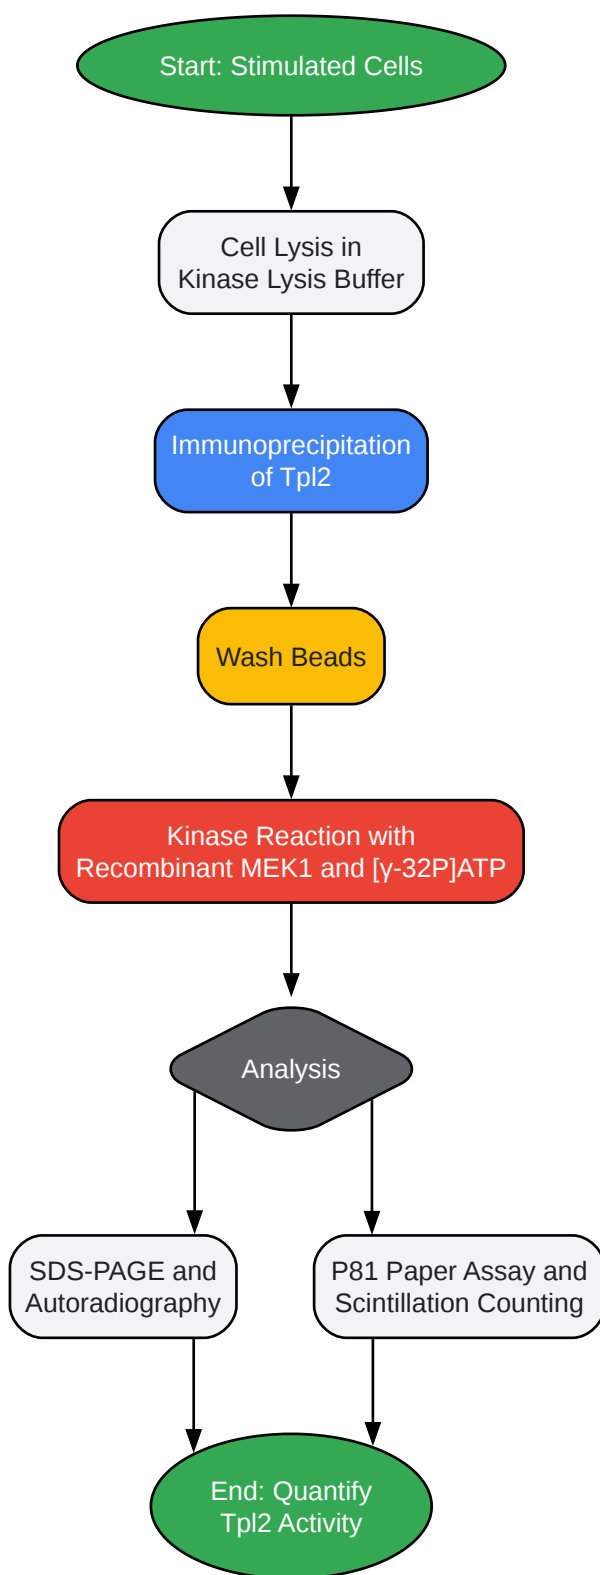 Start: Stimulated Cells
Cell Lysis in
Kinase Lysis Buffer
Immunoprecipitation
of Tpl2
Wash Beads
Kinase Reaction with
Recombinant MEK1 and [γ-32P]ATP
Analysis
SDS-PAGE and
Autoradiography
P81 Paper Assay and
Scintillation Counting
End: Quantify
Tpl2 Activity